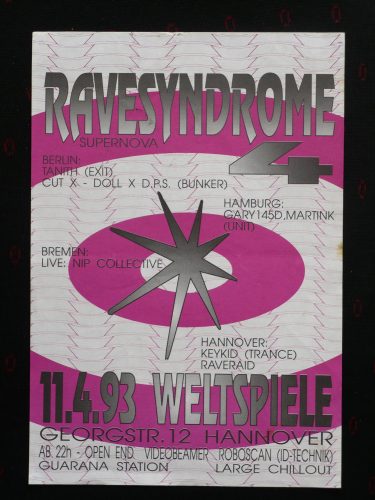 RAVESYNDROME
SUPERNOVA
4
BERLIN:
TANITH (EXIT)
CUT X - DOLL X D.P.S. (BUNKER)
HAMBURG:
GARY145D,MARTINK
(UNIT)
BREMEN:
LIVE: NIP COLLECTIVE
HANNOVER:
KEYKID (TRANCE)
RAVERAID
11.4.93 WELTSPIELE
GEORGSTR.12 HANNOVER
AB 22h - OPEN END VIDEOBEAMER ROBOSCAN (ID-TECHNIK)
GUARANA STATION LARGE CHILLOUT